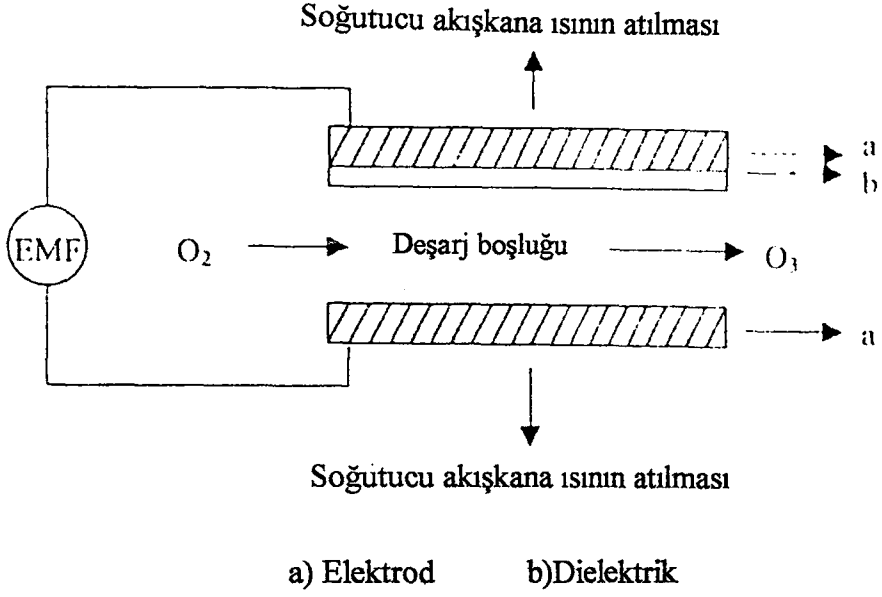 Soğutucu akışkana ısının atılması
a
b
EMF
O₂
Deşarj boşluğu
O₃
a
Soğutucu akışkana ısının atılması
a) Elektrod b)Dielektrik